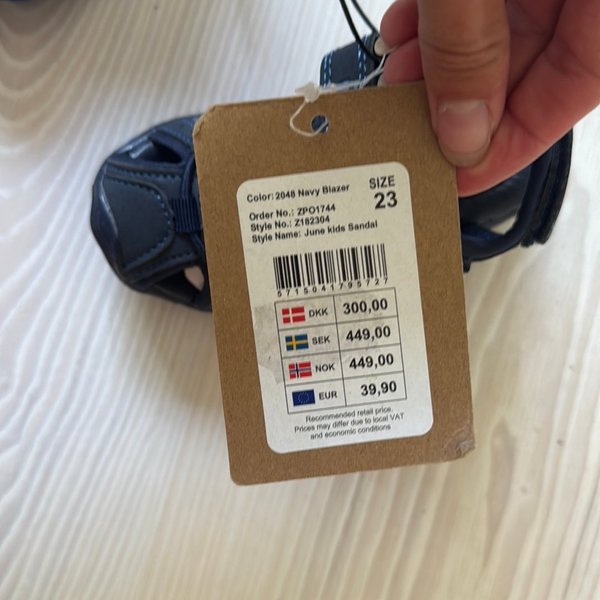 Color: 2048 Navy Blazer
SIZE
23
Order No.: ZPO1744
Style No.: Z182304
Style Name: June kids Sandal
5715041795727
DKK 300,00
SEK 449,00
NOK 449,00
EUR 39,90
Recommended retail price.
Prices may differ due to local VAT
and economic conditions